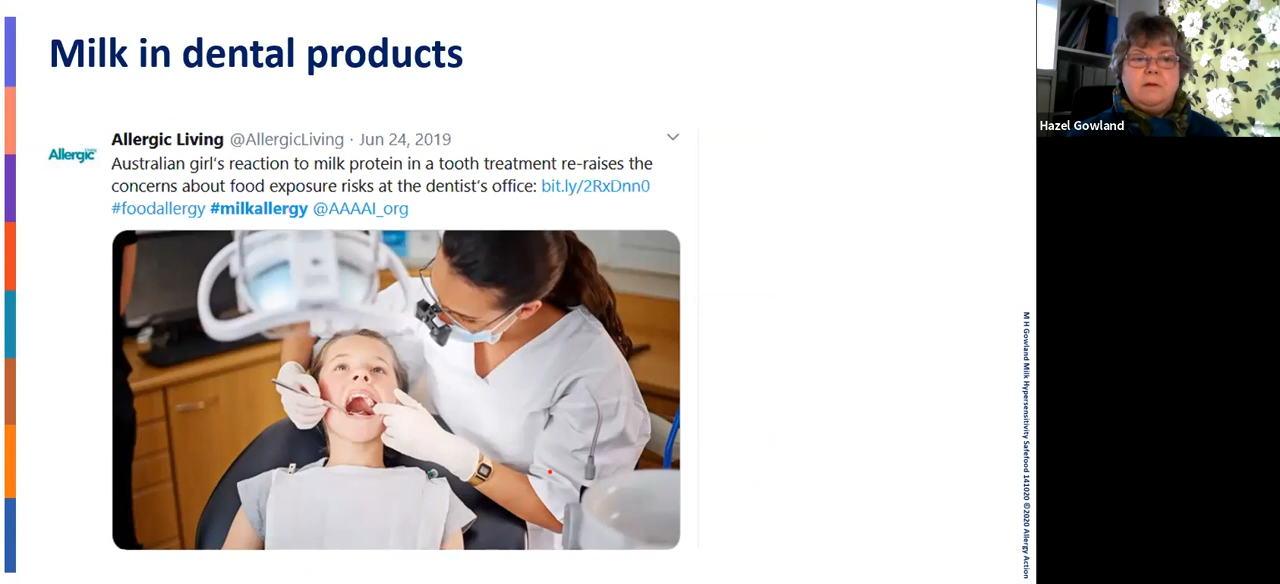 Milk in dental products
Allergic Living @AllergicLiving · Jun 24, 2019
Allergic
Australian girl's reaction to milk protein in a tooth treatment re-raises the
concerns about food exposure risks at the dentist's office: bit.ly/2RxDnn0
#foodallergy #milkallergy @AAAAI_org
Hazel Gowland
M H Gowland Milk Hypersensitivity Safefood 141020 ©2020 Allergy Action